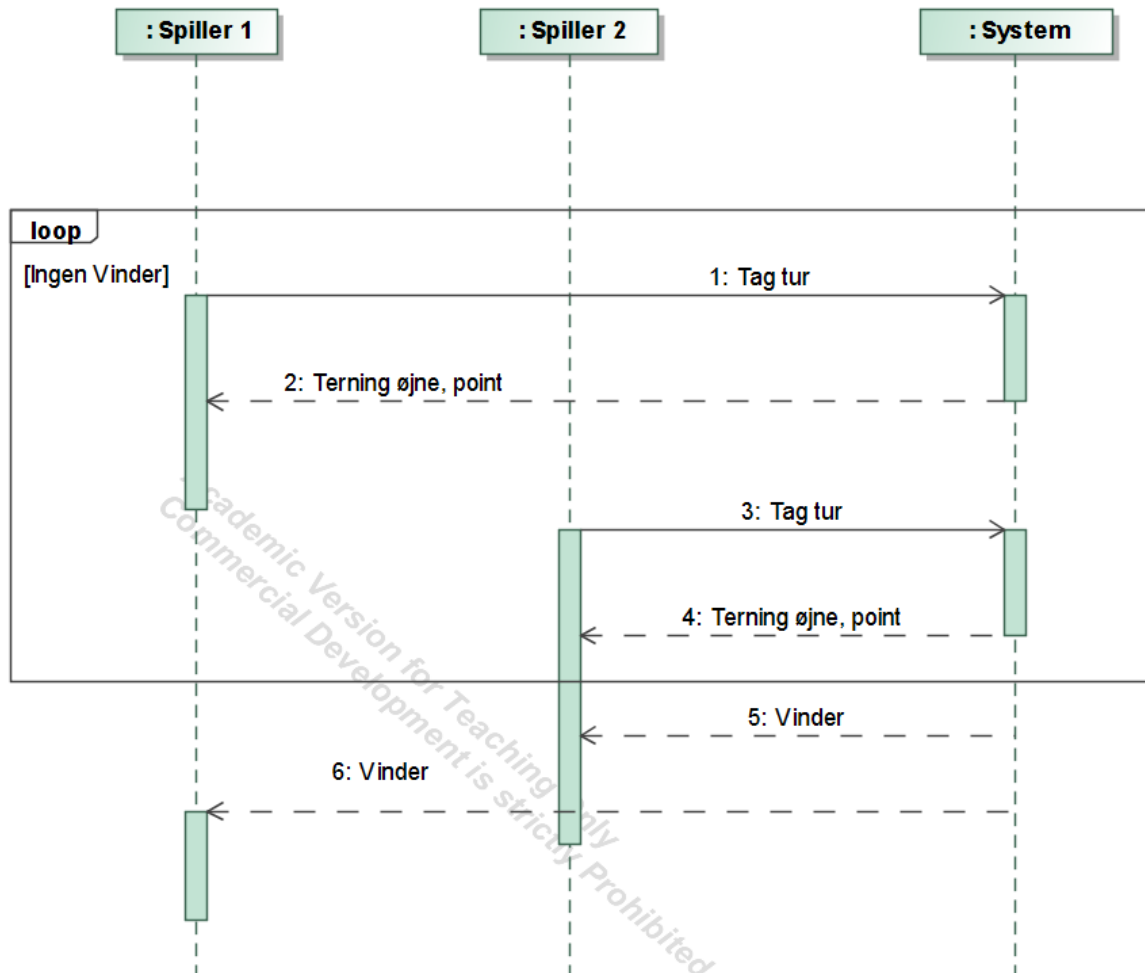 : Spiller 1
: Spiller 2
: System
loop
[Ingen Vinder]
1: Tag tur
2: Terning øjne, point
3: Tag tur
4: Terning øjne, point
5: Vinder
6: Vinder
Academic Version for Teaching Only
Commercial Development is strictly Prohibited